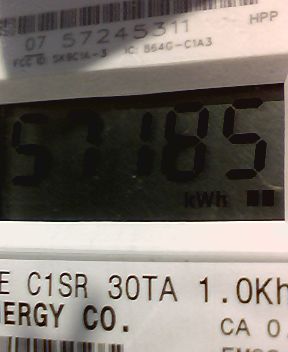 HPP
07 57245311
FCC ID: SK9C1A-3 IC: 864G-C1A3
57185
kWh
E C1SR 30TA 1.0Kh
NERGY CO.
CA 0.